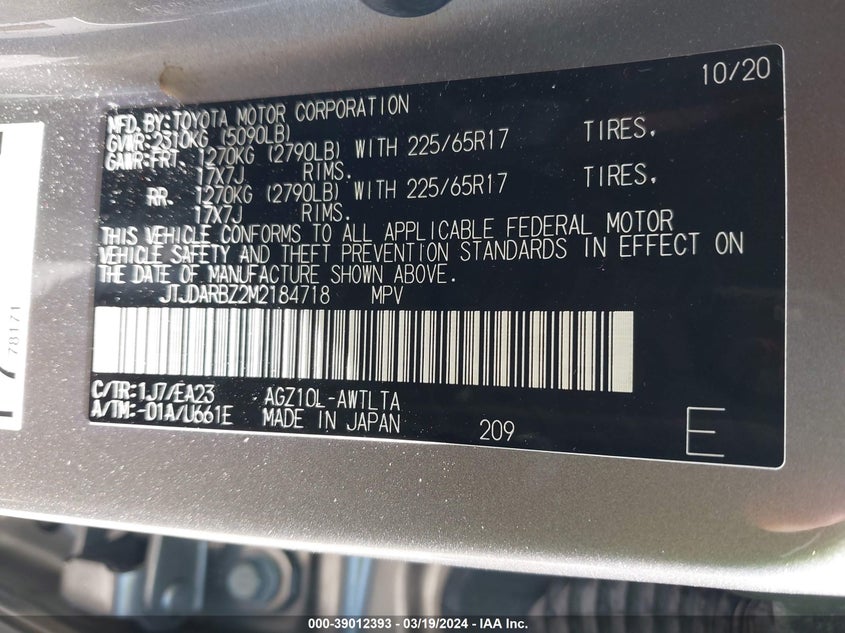 10/20
MFD.BY:TOYOTA MOTOR CORPORATION
GVWR:2310KG (5090LB)
GAWR:FRT. 1270KG (2790LB) WITH 225/65R17 TIRES,
17X7J RIMS.
RR. 1270KG (2790LB) WITH 225/65R17 TIRES,
17X7J RIMS.
THIS VEHICLE CONFORMS TO ALL APPLICABLE FEDERAL MOTOR
VEHICLE SAFETY AND THEFT PREVENTION STANDARDS IN EFFECT ON
THE DATE OF MANUFACTURE SHOWN ABOVE.
JTJDARBZ2M2184718 MPV
C/TR:1J7/EA23 AGZ10L-AWTLTA
A/TM:-01A/U661E MADE IN JAPAN 209 E
78171
000-39012393 | 03/19/2024 | IAA Inc.